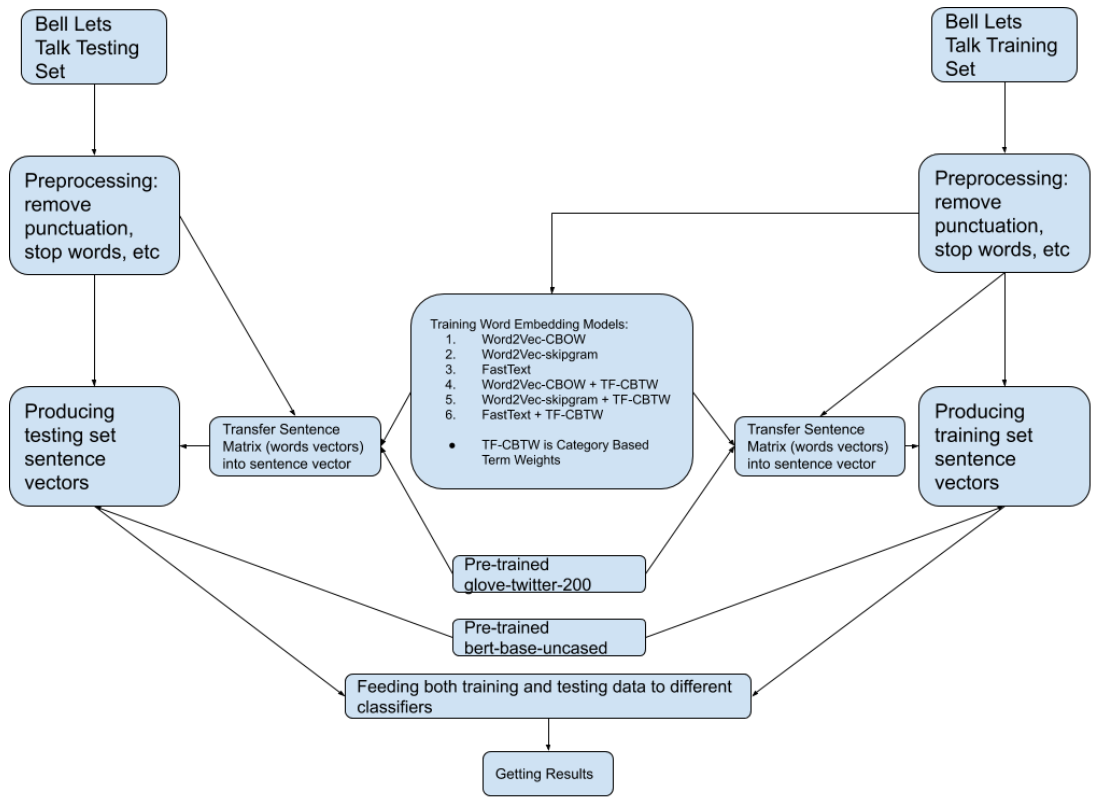 Bell Lets
Talk Testing
Set
Bell Lets
Talk Training
Set
Preprocessing:
remove
punctuation,
stop words, etc
Preprocessing:
remove
punctuation,
stop words, etc
Training Word Embedding Models:
1. Word2Vec-CBOW
2. Word2Vec-skipgram
3. FastText
4. Word2Vec-CBOW + TF-CBTW
5. Word2Vec-skipgram + TF-CBTW
6. FastText + TF-CBTW
● TF-CBTW is Category Based
Term Weights
Producing
testing set
sentence
vectors
Transfer Sentence
Matrix (words vectors)
into sentence vector
Transfer Sentence
Matrix (words vectors)
into sentence vector
Producing
training set
sentence
vectors
Pre-trained
glove-twitter-200
Pre-trained
bert-base-uncased
Feeding both training and testing data to different
classifiers
Getting Results